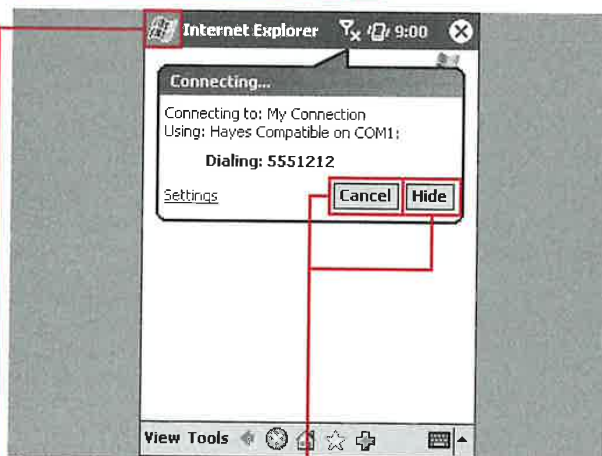 Internet Explorer 9:00
Connecting...
Connecting to: My Connection
Using: Hayes Compatible on COM1:
Dialing: 5551212
Settings Cancel Hide
View Tools